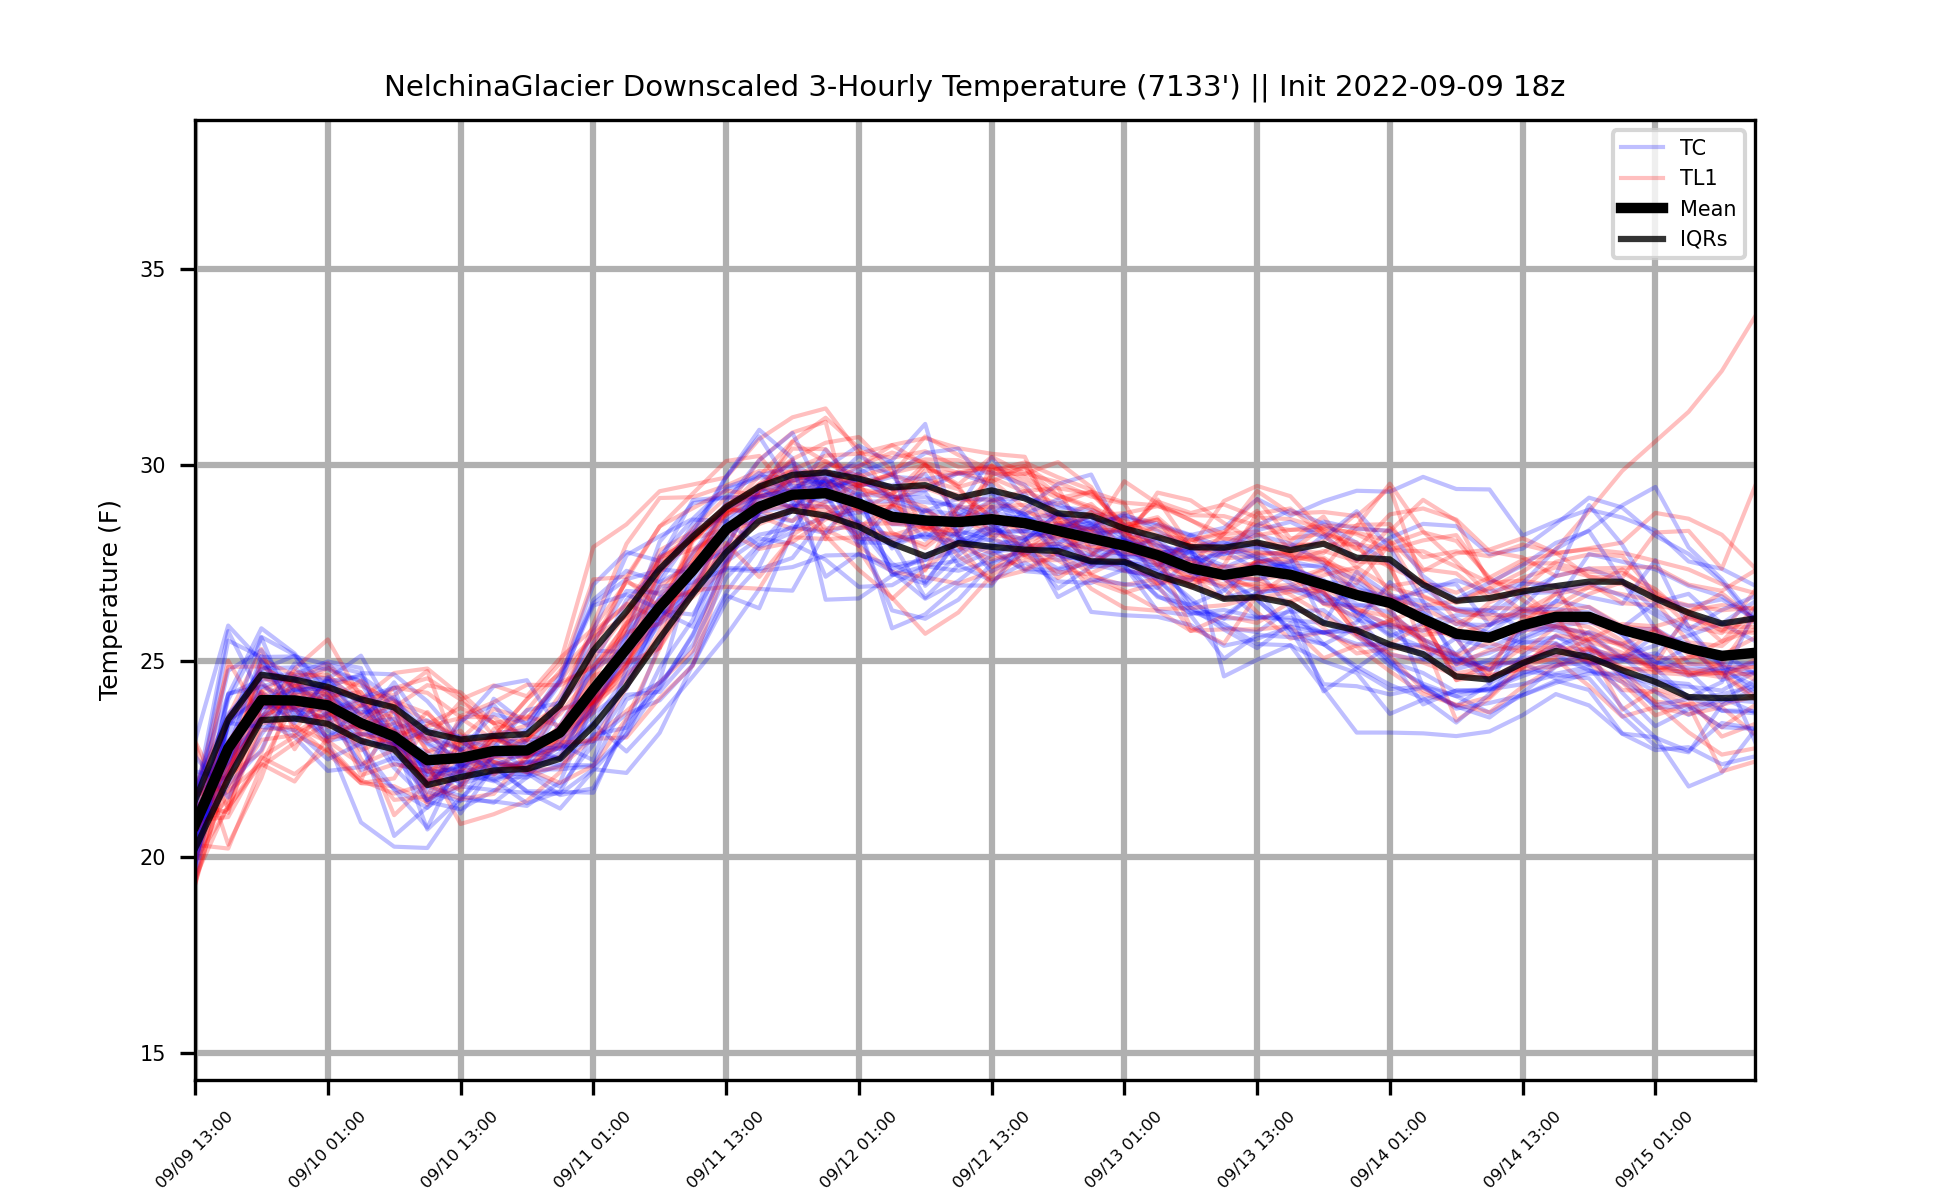 NelchinaGlacier Downscaled 3-Hourly Temperature (7133') || Init 2022-09-09 18z
TC
TL1
Mean
IQRs
Temperature (F)
35
30
25
20
15
09/09 13:00
09/10 01:00
09/10 13:00
09/11 01:00
09/11 13:00
09/12 01:00
09/12 13:00
09/13 01:00
09/13 13:00
09/14 01:00
09/14 13:00
09/15 01:00